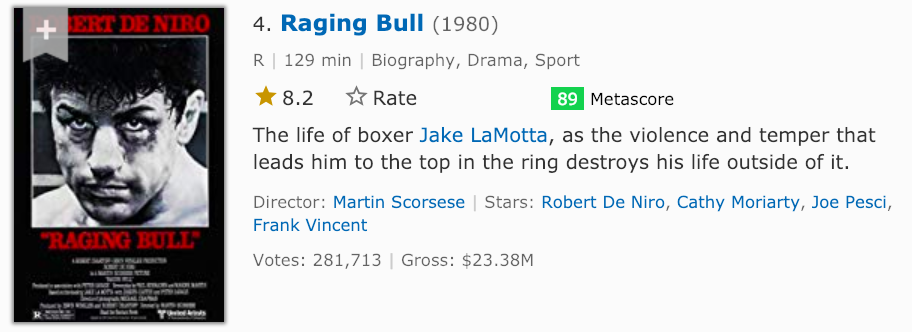 4. Raging Bull (1980)
R | 129 min | Biography, Drama, Sport
8.2 Rate 89 Metascore
The life of boxer Jake LaMotta, as the violence and temper that
leads him to the top in the ring destroys his life outside of it.
Director: Martin Scorsese | Stars: Robert De Niro, Cathy Moriarty, Joe Pesci,
Frank Vincent
Votes: 281,713 | Gross: $23.38M
+
DE NIRO
"RAGING BULL"
R
United Artists